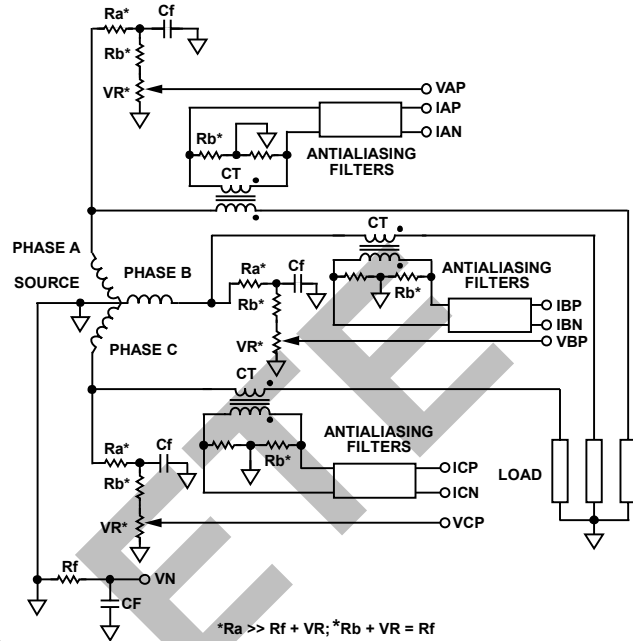 Ra*
Cf
Rb*
VR*
VAP
IAP
Rb*
IAN
ANTIALIASING
FILTERS
CT
CT
PHASE A
SOURCE
PHASE B
Ra*
Cf
Rb*
ANTIALIASING
FILTERS
Rb*
IBP
IBN
VR*
VBP
PHASE C
CT
Ra*
Cf
Rb*
Rb*
ANTIALIASING
FILTERS
ICP
ICN
LOAD
VR*
VCP
Rf
VN
CF
*Ra >> Rf + VR; *Rb + VR = Rf
ETE